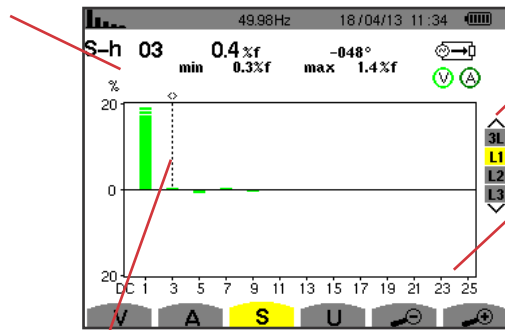 49.98Hz 18/04/13 11:34
S-h 03 0.4 %f -048°
min 0.3%f max 1.4%f
V A
%
20
0
20
3L
L1
L2
L3
DC 1 3 5 7 9 11 13 15 17 19 21 23 25
V A S U